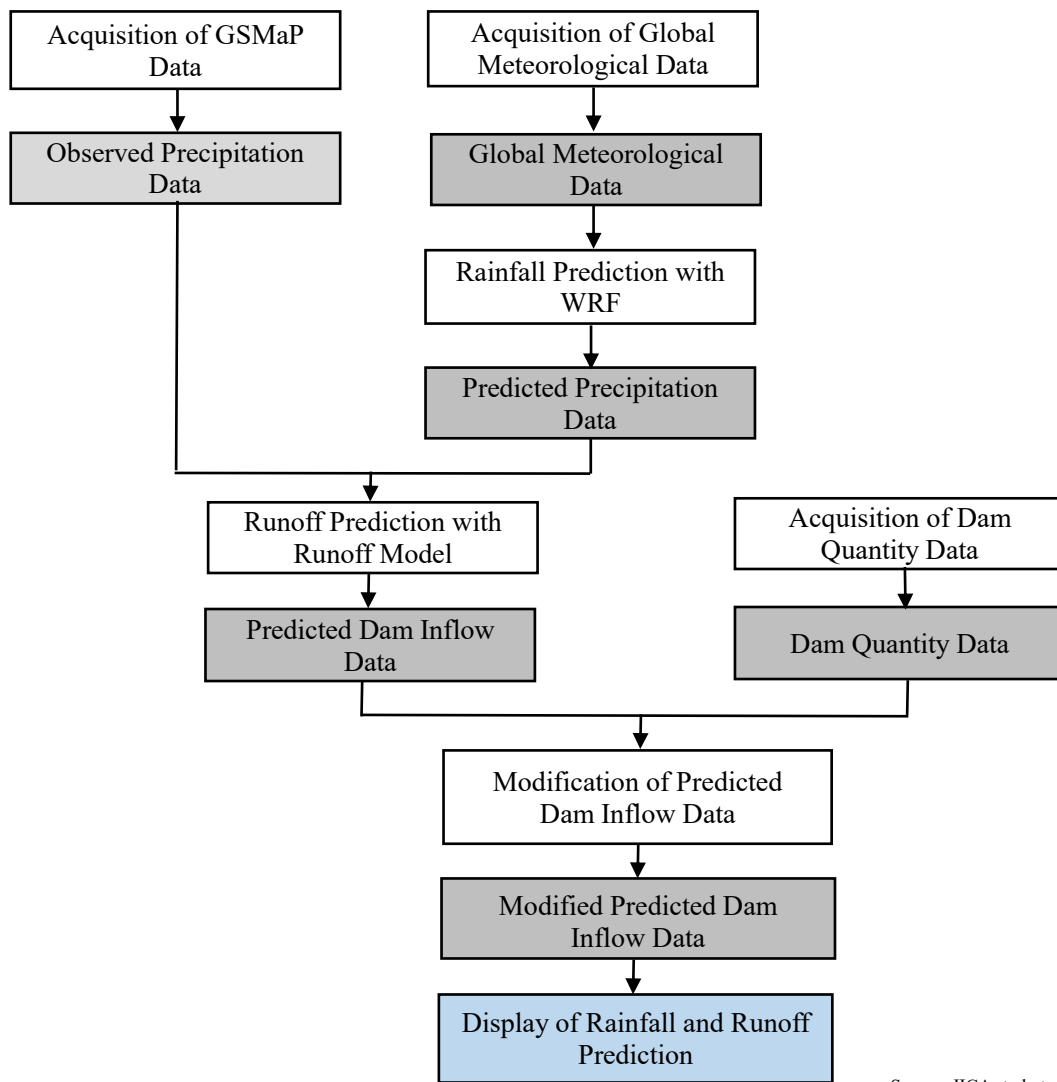 Acquisition of GSMaP
Data
Acquisition of Global
Meteorological Data
Observed Precipitation
Data
Global Meteorological
Data
Rainfall Prediction with
WRF
Predicted Precipitation
Data
Runoff Prediction with
Runoff Model
Acquisition of Dam
Quantity Data
Predicted Dam Inflow
Data
Dam Quantity Data
Modification of Predicted
Dam Inflow Data
Modified Predicted Dam
Inflow Data
Display of Rainfall and Runoff
Prediction